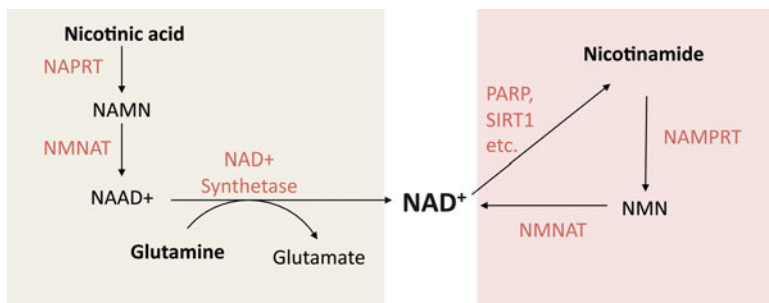 Nicotinic acid
NAPRT
NAMN
NMNAT
NAAD+
NAD+
Synthetase
Glutamine
Glutamate
NAD⁺
Nicotinamide
PARP,
SIRT1
etc.
NAMPRT
NMN
NMNAT